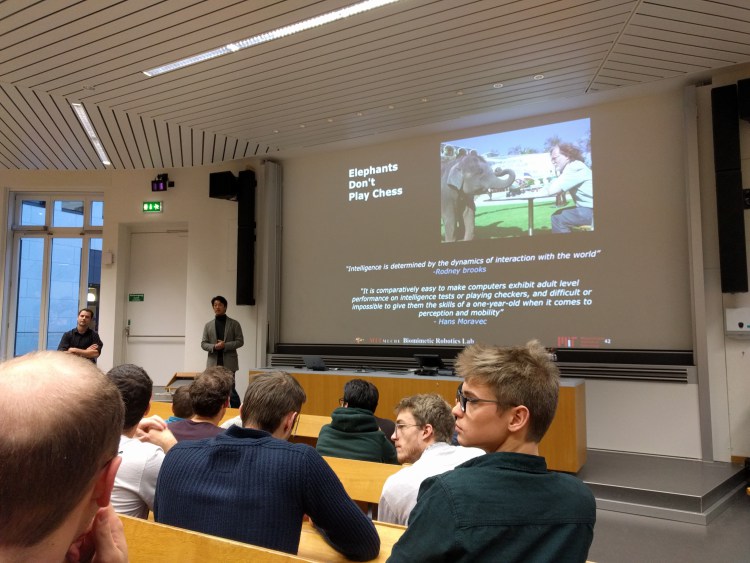 Elephants
Don't
Play Chess
"Intelligence is determined by the dynamics of interaction with the world"
-Rodney brooks
"It is comparatively easy to make computers exhibit adult level
performance on intelligence tests or playing checkers, and difficult or
impossible to give them the skills of a one-year-old when it comes to
perception and mobility"
- Hans Moravec
Biomimetic Robotics Lab
42